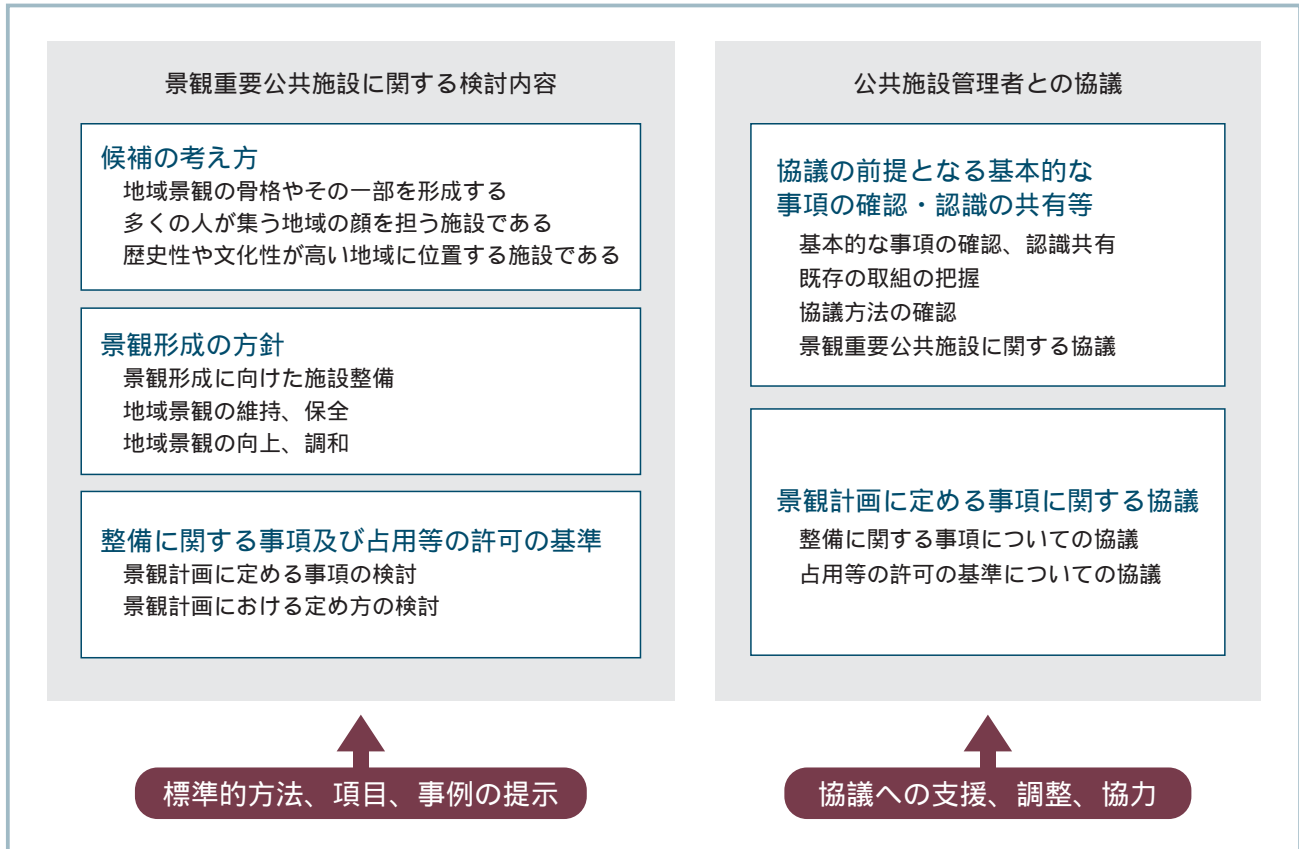 景観重要公共施設に関する検討内容
候補の考え方
地域景観の骨格やその一部を形成する
多くの人が集う地域の顔を担う施設である
歴史性や文化性が高い地域に位置する施設である
景観形成の方針
景観形成に向けた施設整備
地域景観の維持、保全
地域景観の向上、調和
整備に関する事項及び占用等の許可の基準
景観計画に定める事項の検討
景観計画における定め方の検討
標準的方法、項目、事例の提示
公共施設管理者との協議
協議の前提となる基本的な
事項の確認・認識の共有等
基本的な事項の確認、認識共有
既存の取組の把握
協議方法の確認
景観重要公共施設に関する協議
景観計画に定める事項に関する協議
整備に関する事項についての協議
占用等の許可の基準についての協議
協議への支援、調整、協力